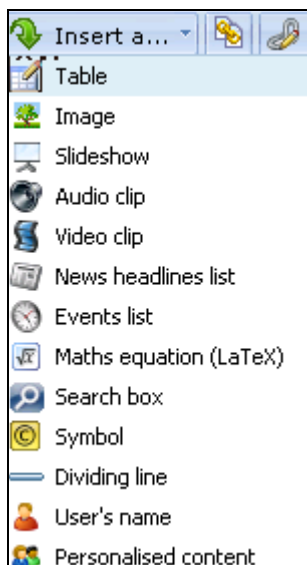 Insert a...
Table
Image
Slideshow
Audio clip
Video clip
News headlines list
Events list
Maths equation (LaTeX)
Search box
Symbol
Dividing line
User's name
Personalised content